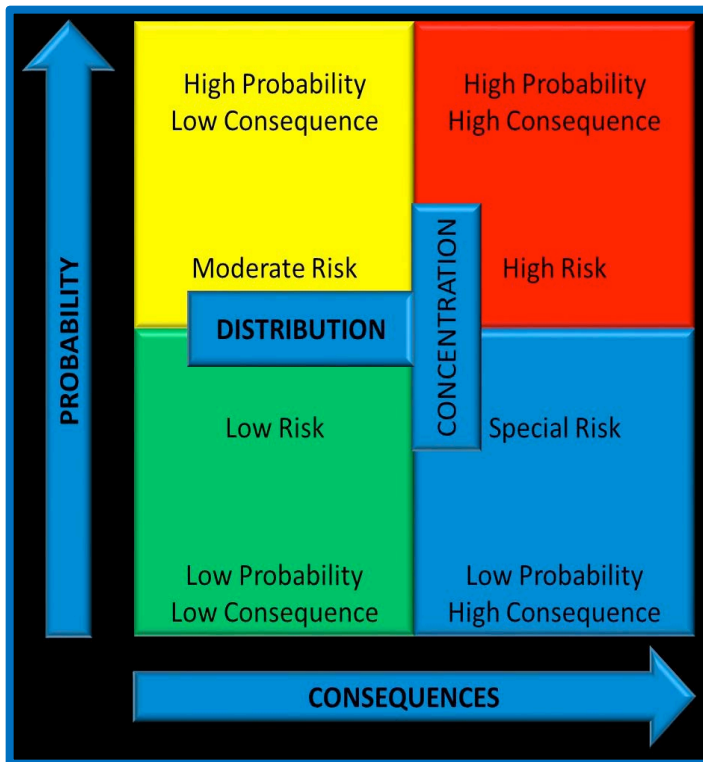 PROBABILITY
High Probability
Low Consequence
Moderate Risk
High Probability
High Consequence
High Risk
DISTRIBUTION
CONCENTRATION
Low Risk
Low Probability
Low Consequence
Special Risk
Low Probability
High Consequence
CONSEQUENCES